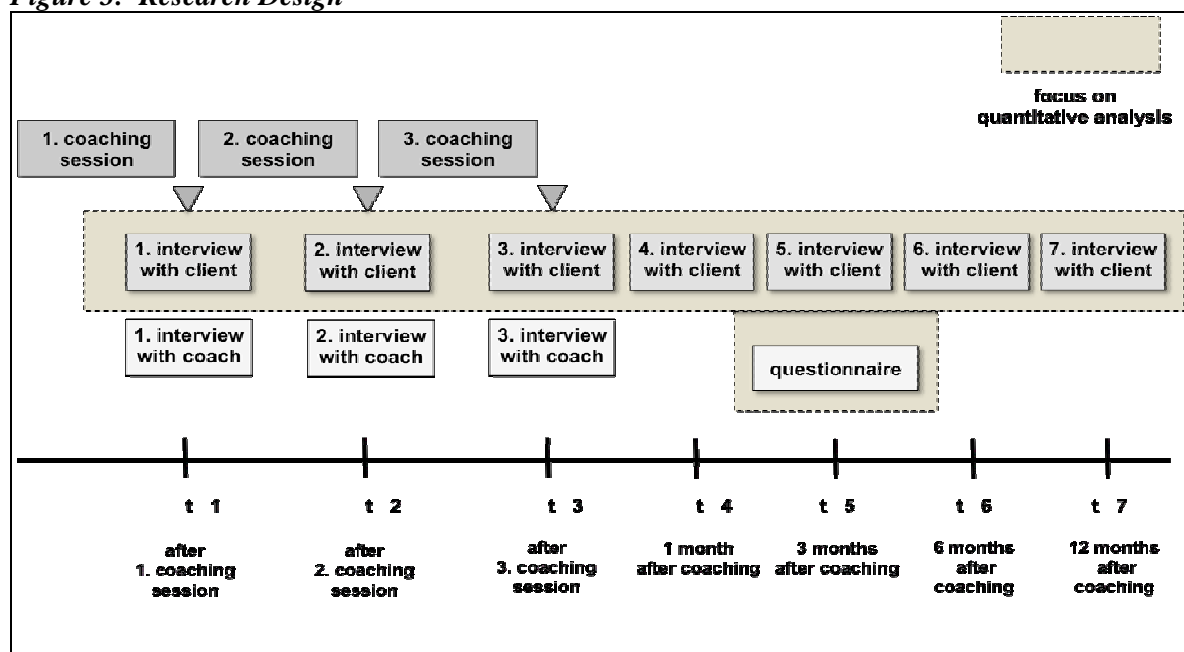 Figure 3: Research Design
focus on
quantitative analysis
1. coaching
session
2. coaching
session
3. coaching
session
1. interview
with client
2. interview
with client
3. interview
with client
4. interview
with client
5. interview
with client
6. interview
with client
7. interview
with client
1. interview
with coach
2. interview
with coach
3. interview
with coach
questionnaire
t 1
t 2
t 3
t 4
t 5
t 6
t 7
after
1. coaching
session
after
2. coaching
session
after
3. coaching
session
1 month
after coaching
3 months
after coaching
6 months
after
coaching
12 months
after
coaching